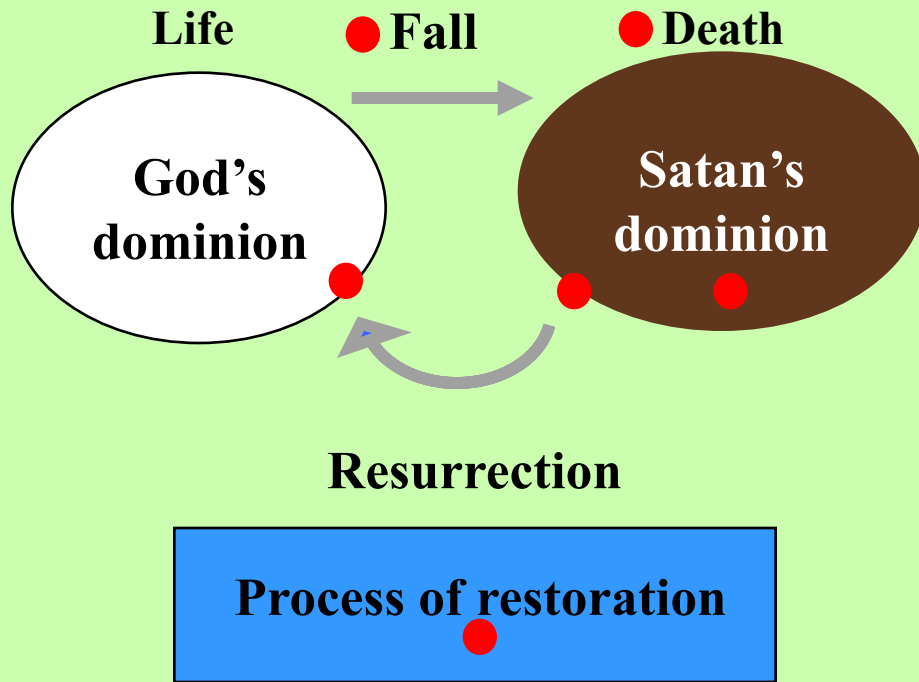 Life
Fall
Death
God’s
dominion
Satan’s
dominion
Resurrection
Process of restoration